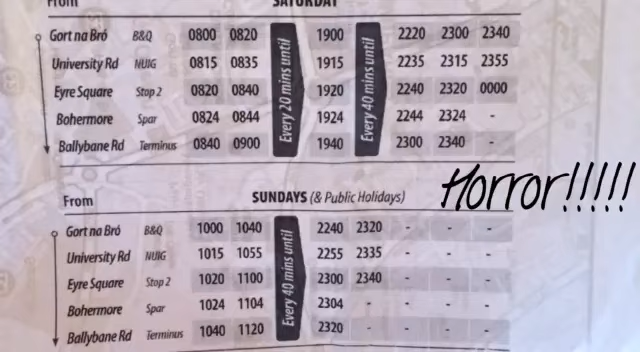 From SATURDAY
Gort na Bró B&Q 0800 0820 Every 20 mins until 1900 Every 40 mins until 2220 2300 2340
University Rd NUIG 0815 0835 1915 2235 2315 2355
Eyre Square Stop 2 0820 0840 1920 2240 2320 0000
Bohermore Spar 0824 0844 1924 2244 2324 -
Ballybane Rd Terminus 0840 0900 1940 2300 2340 -
Horror!!!!!
From SUNDAYS (& Public Holidays)
Gort na Bró B&Q 1000 1040 Every 40 mins until 2240 2320 - - -
University Rd NUIG 1015 1055 2255 2335 - - -
Eyre Square Stop 2 1020 1100 2300 2340 - - -
Bohermore Spar 1024 1104 2304 - - - -
Ballybane Rd Terminus 1040 1120 2320 - - - -